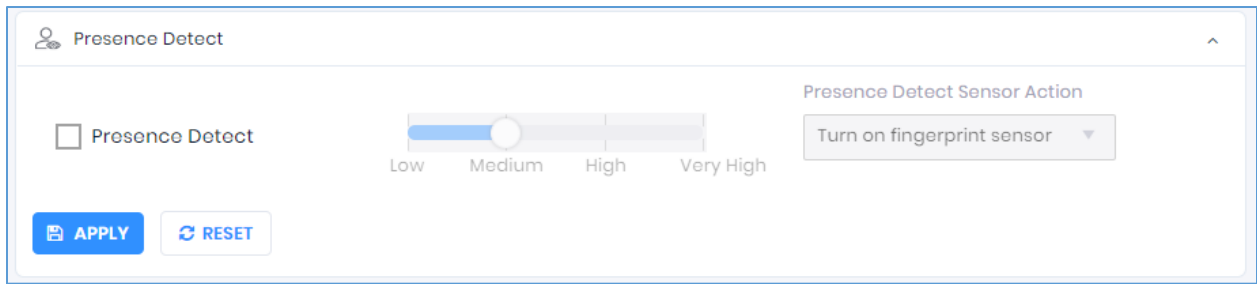 Presence Detect
Presence Detect Sensor Action
Presence Detect
Turn on fingerprint sensor
Low Medium High Very High
APPLY RESET